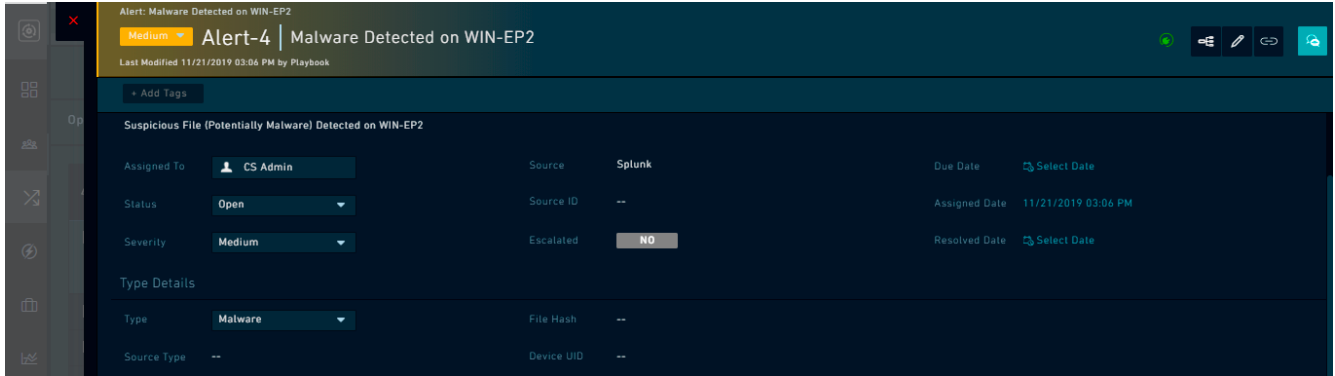 Alert: Malware Detected on WIN-EP2
Medium Alert-4 Malware Detected on WIN-EP2
Last Modified 11/21/2019 03:06 PM by Playbook
+ Add Tags
Op
Suspicious File (Potentially Malware) Detected on WIN-EP2
Assigned To CS Admin Source Splunk Due Date Select Date
Status Open Source ID -- Assigned Date 11/21/2019 03:06 PM
Severity Medium Escalated NO Resolved Date Select Date
Type Details
Type Malware File Hash --
Source Type -- Device UID --